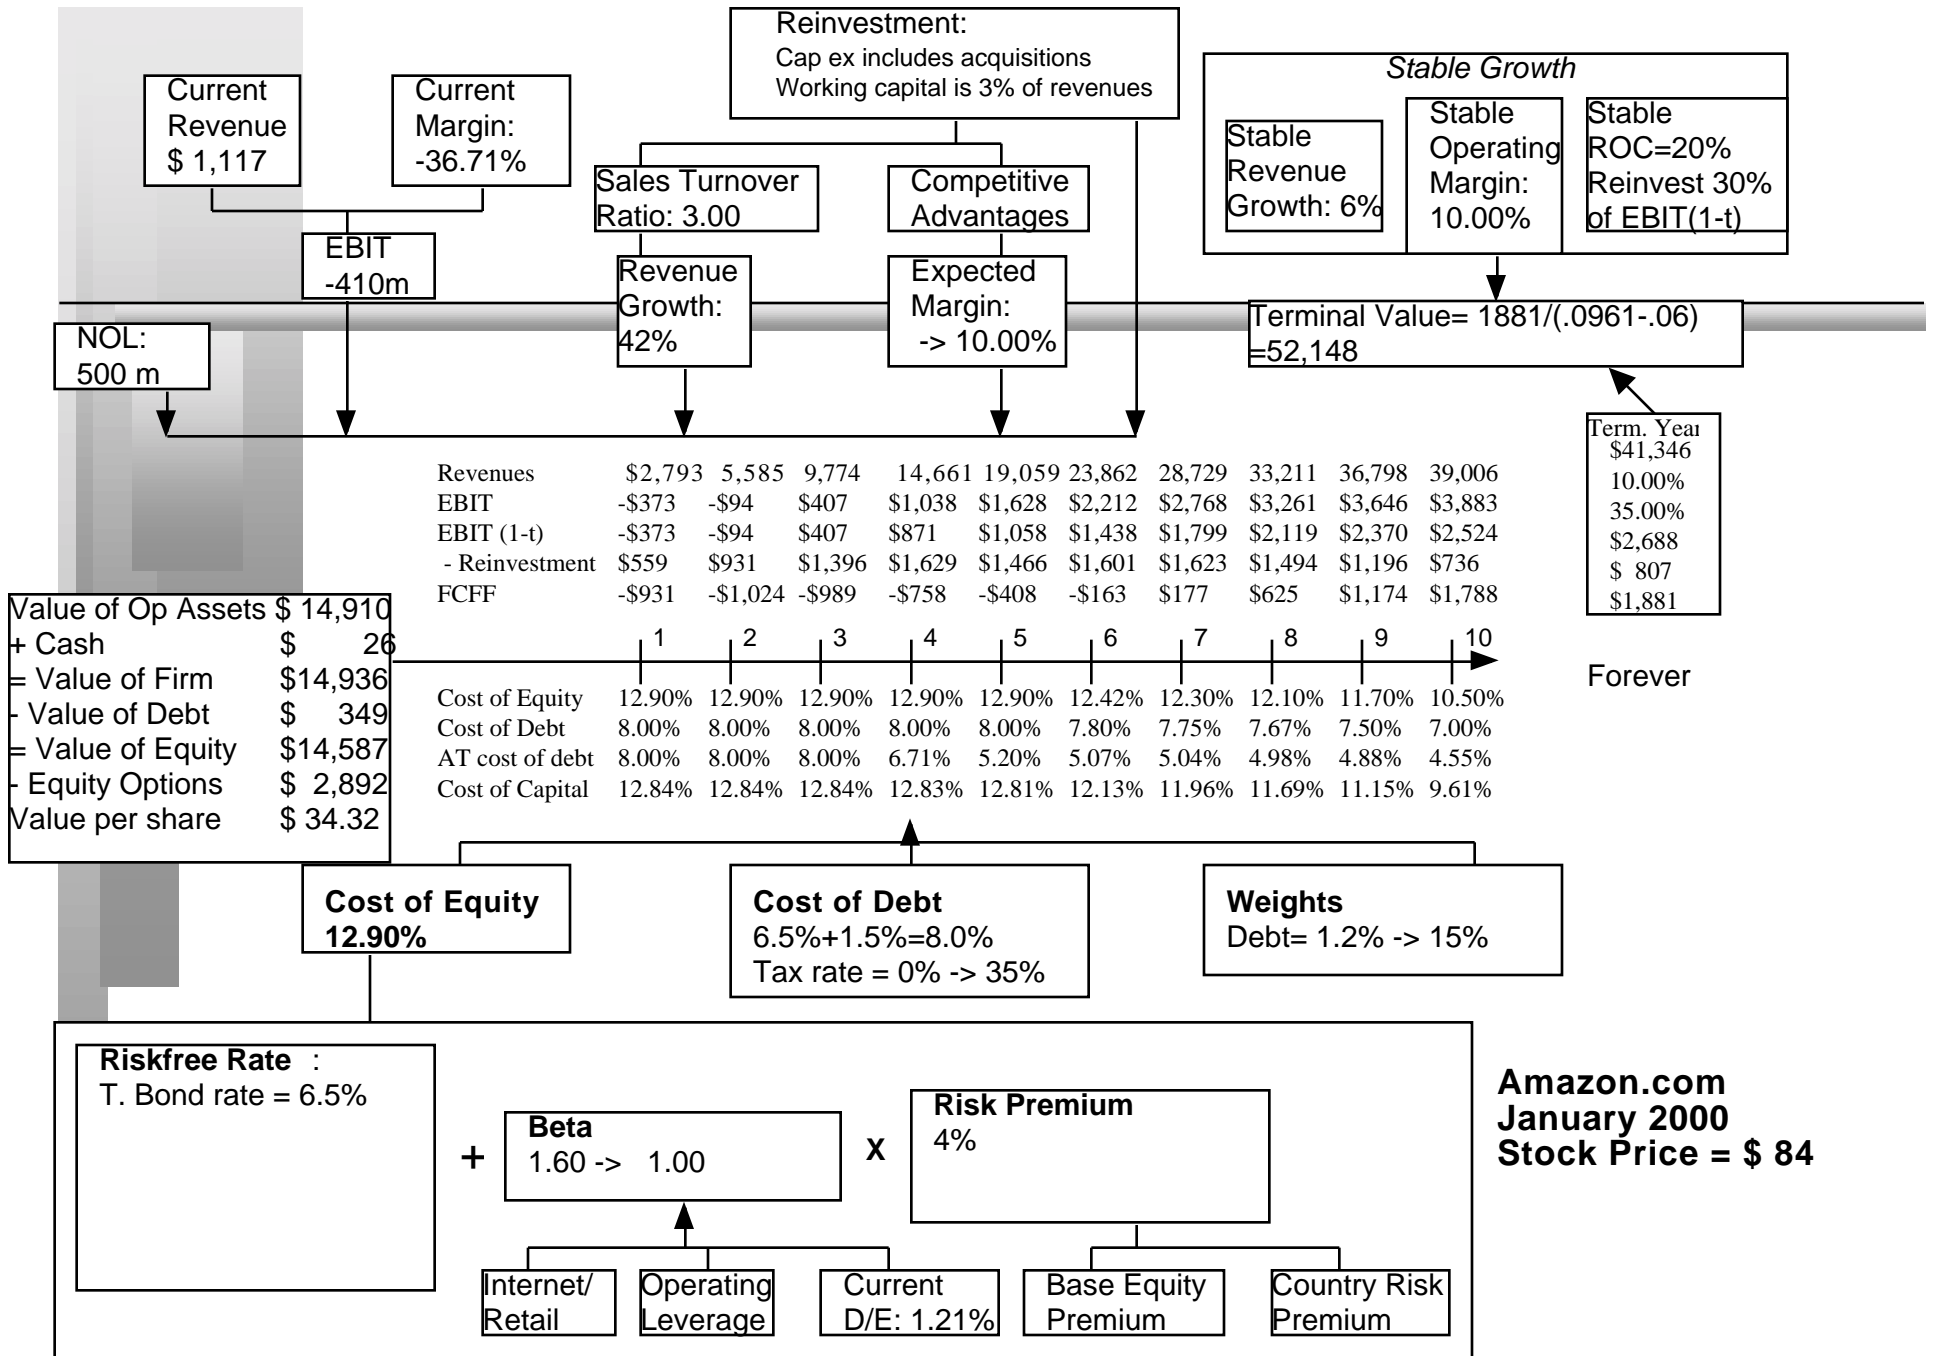 Reinvestment:
Cap ex includes acquisitions
Working capital is 3% of revenues
Current
Revenue
$ 1,117
Current
Margin:
-36.71%
Stable Growth
Stable
Revenue
Growth: 6%
Stable
Operating
Margin:
10.00%
Stable
ROC=20%
Reinvest 30%
of EBIT(1-t)
Sales Turnover
Ratio: 3.00
Competitive
Advantages
EBIT
-410m
Revenue
Growth:
42%
Expected
Margin:
-> 10.00%
NOL:
500 m
Terminal Value= 1881/(.0961-.06)
=52,148
Term. Year
$41,346
10.00%
35.00%
$2,688
$ 807
$1,881
Revenues $2,793 5,585 9,774 14,661 19,059 23,862 28,729 33,211 36,798 39,006
EBIT -$373 -$94 $407 $1,038 $1,628 $2,212 $2,768 $3,261 $3,646 $3,883
EBIT (1-t) -$373 -$94 $407 $871 $1,058 $1,438 $1,799 $2,119 $2,370 $2,524
- Reinvestment $559 $931 $1,396 $1,629 $1,466 $1,601 $1,623 $1,494 $1,196 $736
FCFF -$931 -$1,024 -$989 -$758 -$408 -$163 $177 $625 $1,174 $1,788
1 2 3 4 5 6 7 8 9 10
Forever
Value of Op Assets $ 14,910
+ Cash $ 26
= Value of Firm $14,936
- Value of Debt $ 349
= Value of Equity $14,587
- Equity Options $ 2,892
Value per share $ 34.32
Cost of Equity 12.90% 12.90% 12.90% 12.90% 12.90% 12.42% 12.30% 12.10% 11.70% 10.50%
Cost of Debt 8.00% 8.00% 8.00% 8.00% 8.00% 7.80% 7.75% 7.67% 7.50% 7.00%
AT cost of debt 8.00% 8.00% 8.00% 6.71% 5.20% 5.07% 5.04% 4.98% 4.88% 4.55%
Cost of Capital 12.84% 12.84% 12.84% 12.83% 12.81% 12.13% 11.96% 11.69% 11.15% 9.61%
Cost of Equity
12.90%
Cost of Debt
6.5%+1.5%=8.0%
Tax rate = 0% -> 35%
Weights
Debt= 1.2% -> 15%
Riskfree Rate :
T. Bond rate = 6.5%
+
Beta
1.60 -> 1.00
X
Risk Premium
4%
Internet/
Retail
Operating
Leverage
Current
D/E: 1.21%
Base Equity
Premium
Country Risk
Premium
Amazon.com
January 2000
Stock Price = $ 84